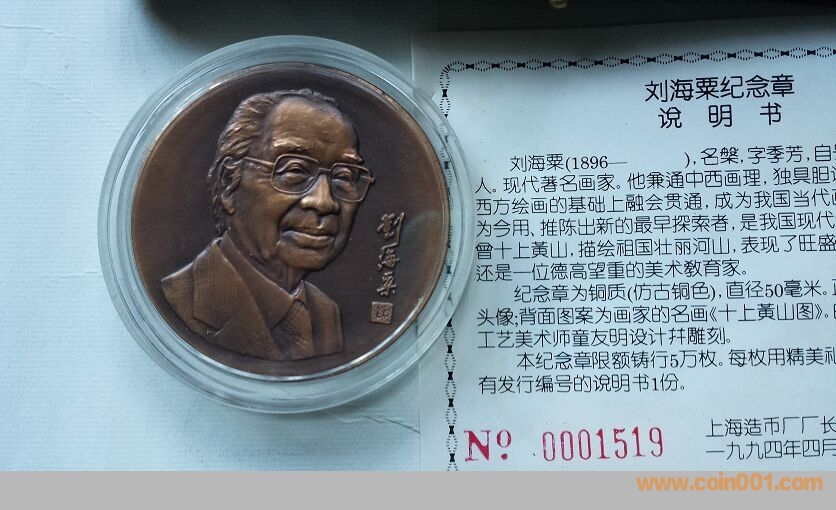 劉海粟
刘海粟纪念章
说 明 书
刘海粟(1896— ),名槃,字季芳,自
人。现代著名画家。他兼通中西画理,独具胆
西方绘画的基础上融会贯通,成为我国当代
为今用、推陈出新的最早探索者,是我国现代
曾十上黄山,描绘祖国壮丽河山,表现了旺盛
还是一位德高望重的美术教育家。
纪念章为铜质(仿古铜色),直径50毫米。
头像;背面图案为画家的名画《十上黄山图》。
工艺美术师童友明设计并雕刻。
本纪念章限额铸行5万枚。每枚用精美礼
有发行编号的说明书1份。
No 0001519
上海造币厂厂长
一九九四年四月
www.coin001.com